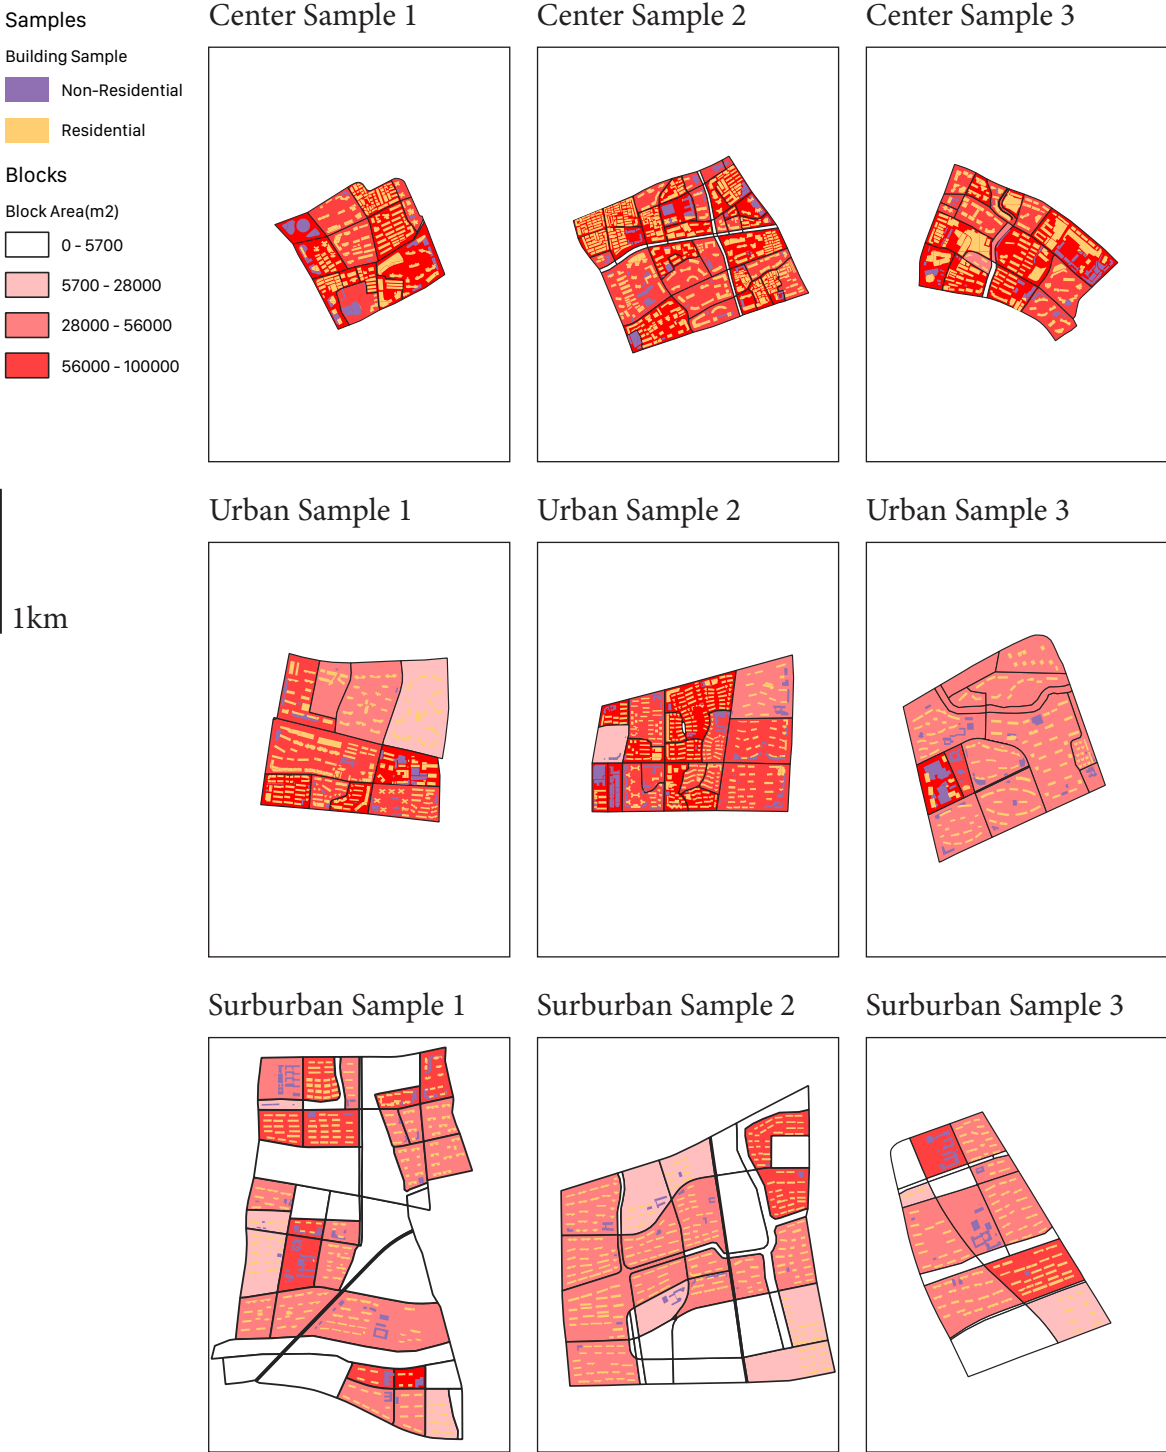 Samples
Building Sample
Non-Residential
Residential
Blocks
Block Area(m2)
0 - 5700
5700 - 28000
28000 - 56000
56000 - 100000
1km
Center Sample 1
Center Sample 2
Center Sample 3
Urban Sample 1
Urban Sample 2
Urban Sample 3
Surburban Sample 1
Surburban Sample 2
Surburban Sample 3